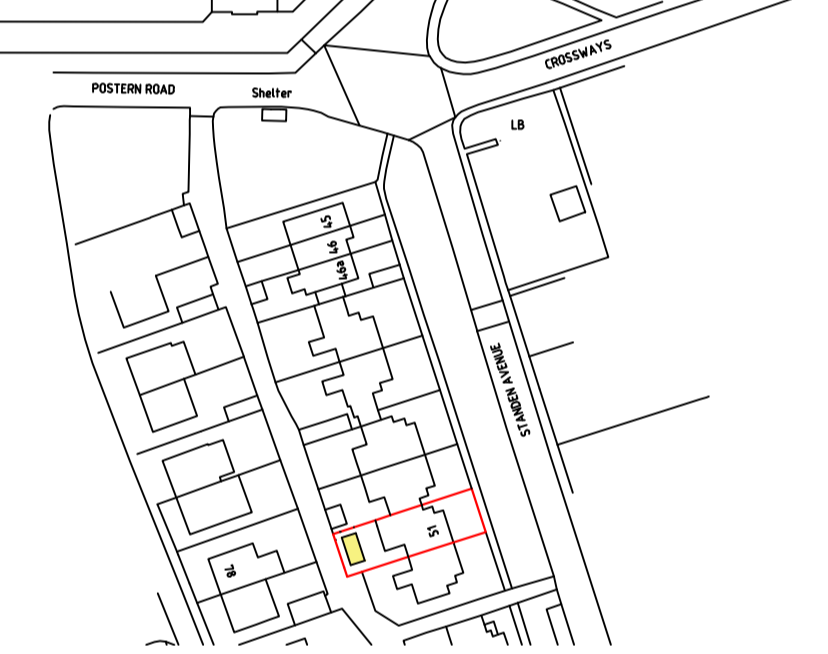 CROSSWAYS
POSTERN ROAD
Shelter
LB
45
46
46a
STANDEN AVENUE
51
78